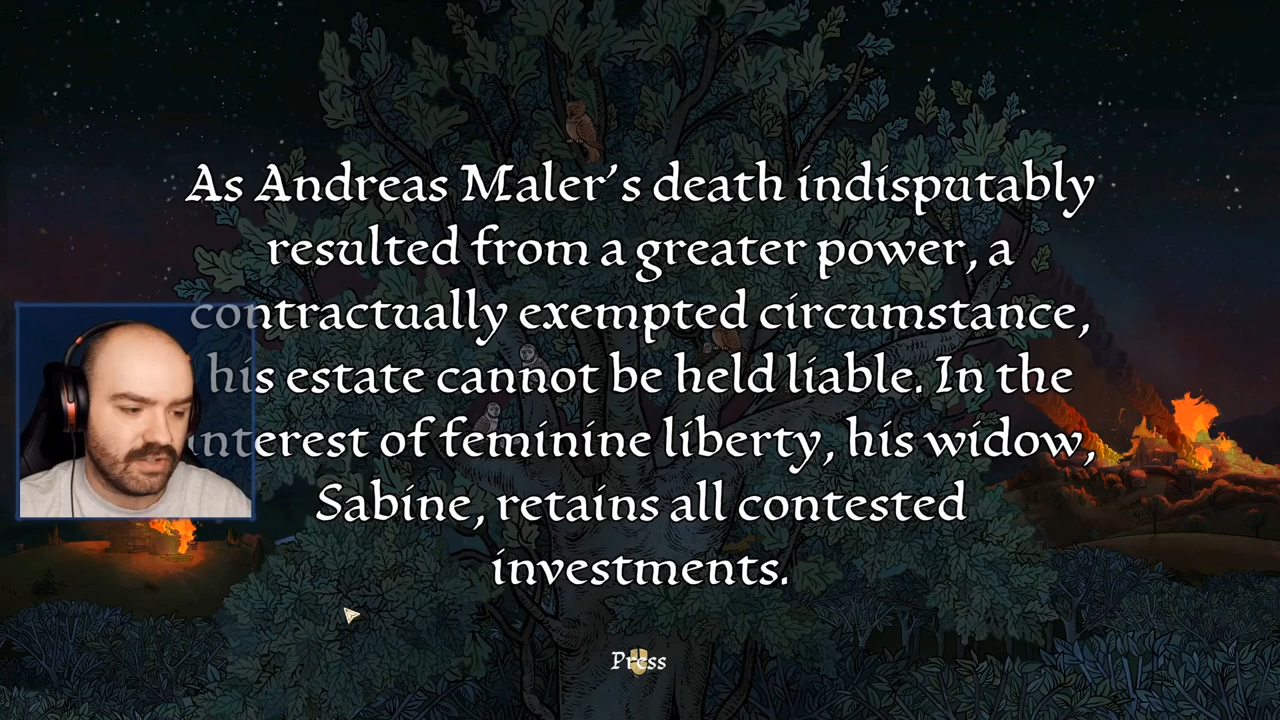 As Andreas Maler's death indisputably
resulted from a greater power, a
contractually exempted circumstance,
his estate cannot be held liable. In the
interest of feminine liberty, his widow,
Sabine, retains all contested
investments.
Press